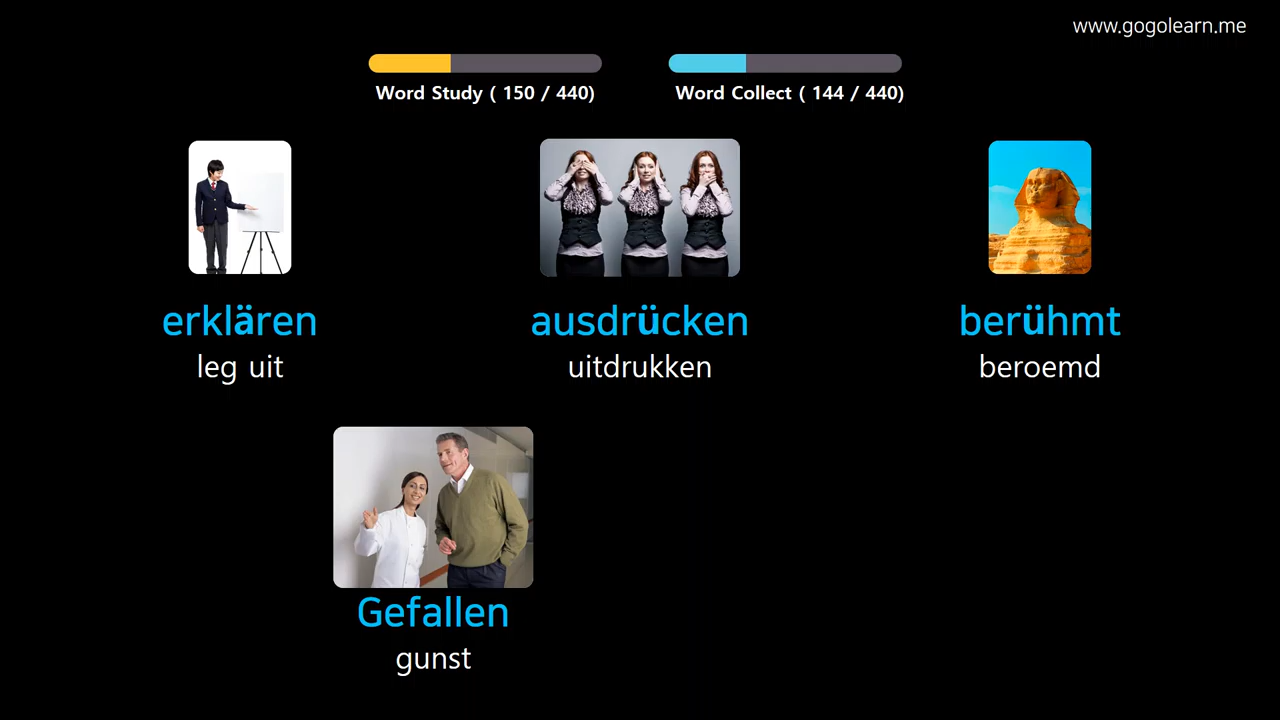 www.gogolearn.me
Word Study ( 150 / 440)
Word Collect ( 144 / 440)
erklären
leg uit
ausdrücken
uitdrukken
berühmt
beroemd
Gefallen
gunst